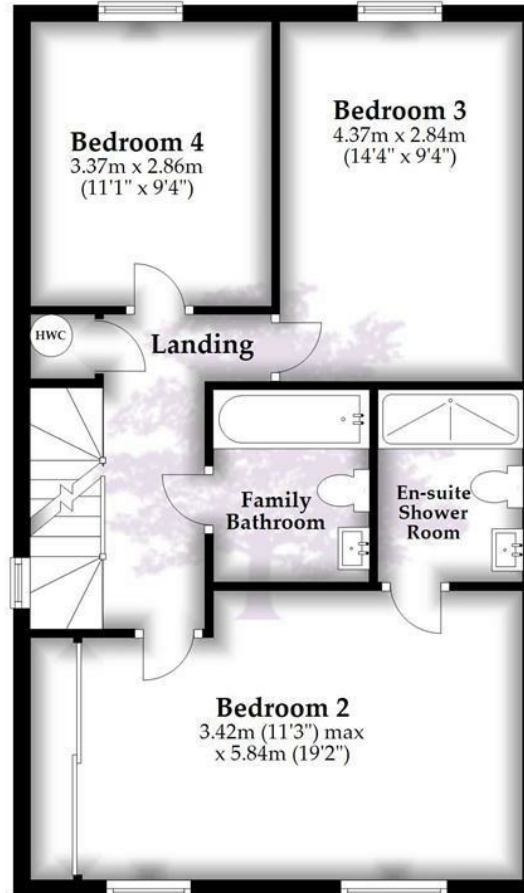 Bedroom 4
3.37m x 2.86m
(11'1" x 9'4")
Bedroom 3
4.37m x 2.84m
(14'4" x 9'4")
HWC
Landing
Family
Bathroom
En-suite
Shower
Room
Bedroom 2
3.42m (11'3") max
x 5.84m (19'2")